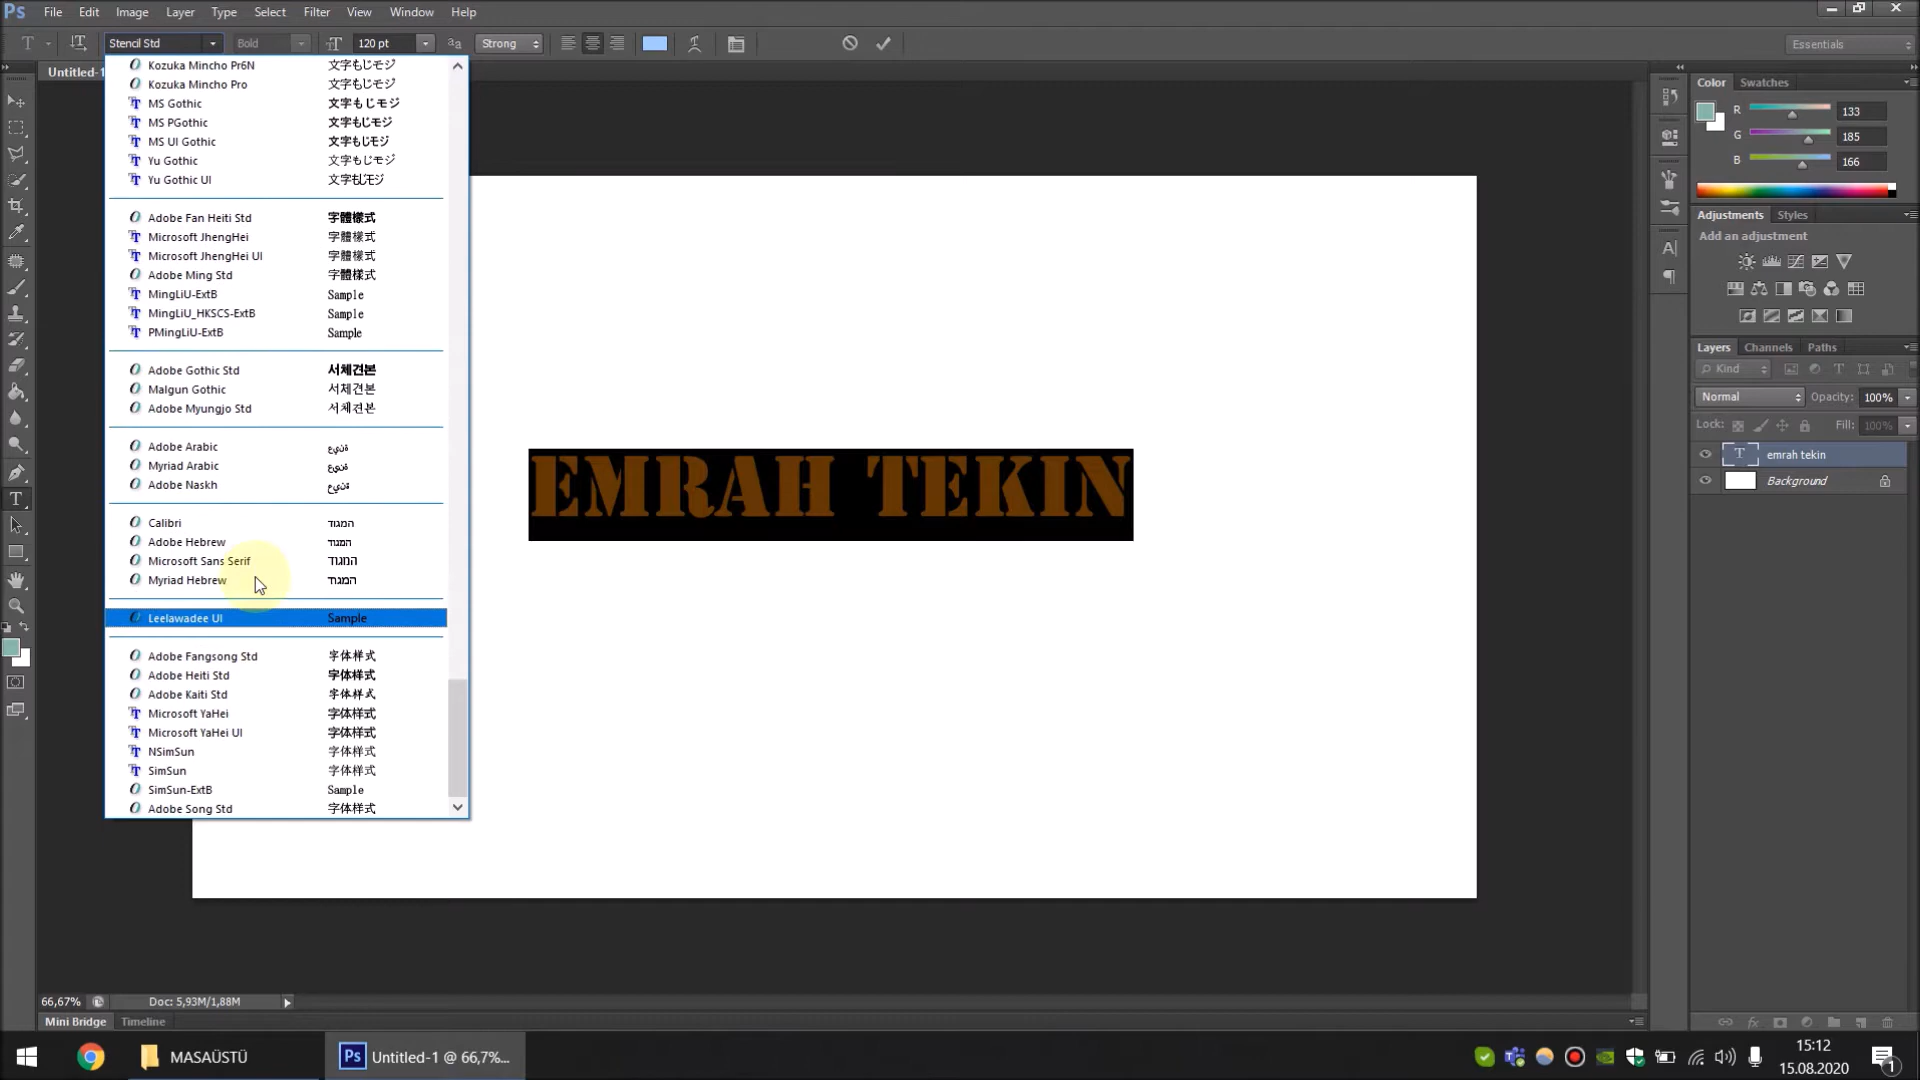 Ps File Edit Image Layer Type Select Filter View Window Help
Stencil Std Bold 120 pt Strong Essentials
Untitled-1
Kozuka Mincho Pr6N 文字もじモジ
Kozuka Mincho Pro 文字もじモジ
MS Gothic 文字もじモジ
MS PGothic 文字もじモジ
MS UI Gothic 文字もじモジ
Yu Gothic 文字もじモジ
Yu Gothic UI 文字もじモジ
Adobe Fan Heiti Std 字體樣式
Microsoft JhengHei 字體樣式
Microsoft JhengHei UI 字體樣式
Adobe Ming Std 字體樣式
MingLiU-ExtB Sample
MingLiU_HKSCS-ExtB Sample
PMingLiU-ExtB Sample
Adobe Gothic Std 서체견본
Malgun Gothic 서체견본
Adobe Myungjo Std 서체견본
Adobe Arabic
Myriad Arabic
Adobe Naskh
Calibri
Adobe Hebrew
Microsoft Sans Serif
Myriad Hebrew
Leelawadee UI Sample
Adobe Fangsong Std 字体样式
Adobe Heiti Std 字体样式
Adobe Kaiti Std 字体样式
Microsoft YaHei 字体样式
Microsoft YaHei UI 字体样式
NSimSun 字体样式
SimSun 字体样式
SimSun-ExtB Sample
Adobe Song Std 字体样式
EMRAH TEKIN
Color Swatches
R 133
G 185
B 166
Adjustments Styles
Add an adjustment
Layers Channels Paths
Kind
Normal Opacity: 100%
Lock: Fill: 100%
emrah tekin
Background
66,67% Doc: 5,93M/1,88M
Mini Bridge Timeline
MASAÜSTÜ
Ps Untitled-1 @ 66,7%...
15:12
15.08.2020
1